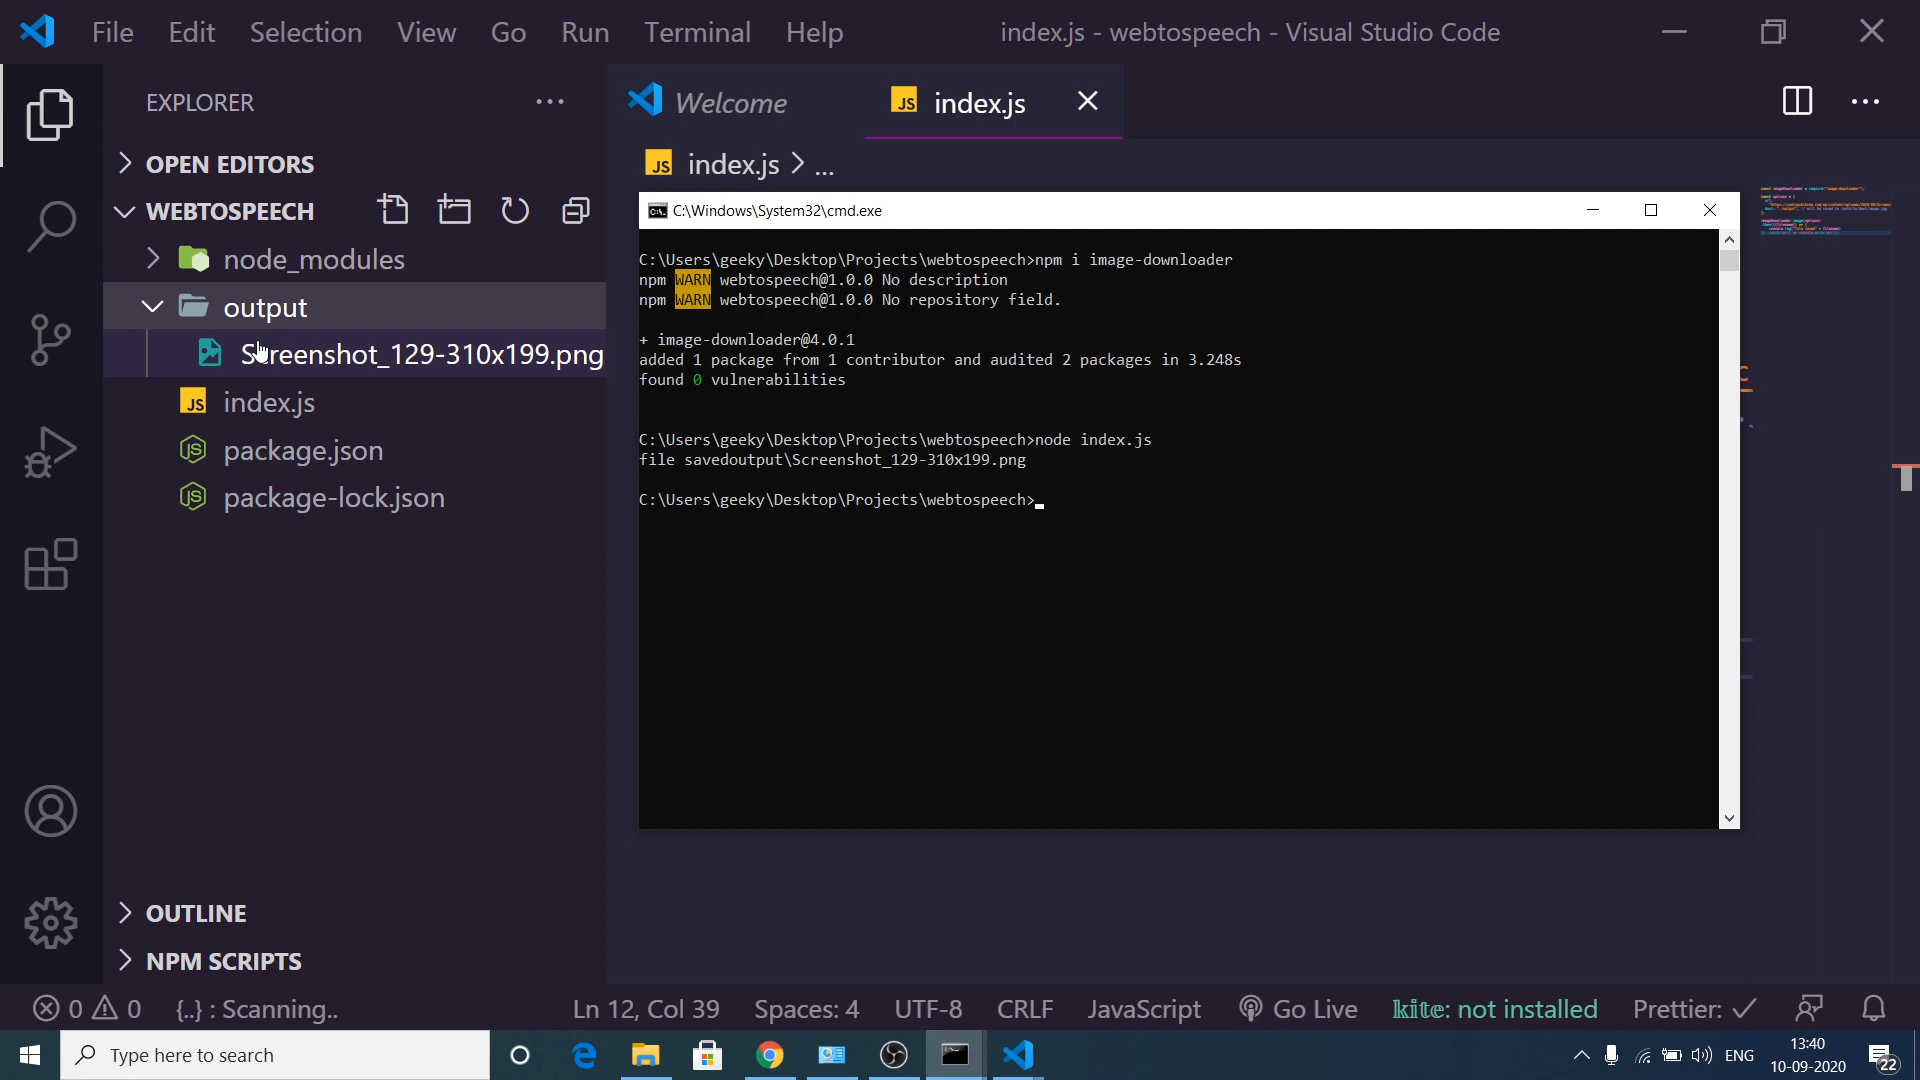 File Edit Selection View Go Run Terminal Help index.js - webtospeech - Visual Studio Code
EXPLORER
Welcome
JS index.js
OPEN EDITORS
JS index.js > ...
WEBTOSPEECH
C:\Windows\System32\cmd.exe
node_modules
output
Screenshot_129-310x199.png
JS index.js
package.json
package-lock.json
C:\Users\geeky\Desktop\Projects\webtospeech>npm i image-downloader
npm WARN webtospeech@1.0.0 No description
npm WARN webtospeech@1.0.0 No repository field.
+ image-downloader@4.0.1
added 1 package from 1 contributor and audited 2 packages in 3.248s
found 0 vulnerabilities
C:\Users\geeky\Desktop\Projects\webtospeech>node index.js
file savedoutput\Screenshot_129-310x199.png
C:\Users\geeky\Desktop\Projects\webtospeech>
OUTLINE
NPM SCRIPTS
0 0 {..} : Scanning.. Ln 12, Col 39 Spaces: 4 UTF-8 CRLF JavaScript Go Live kite: not installed Prettier: ✓
Type here to search
ENG
13:40
10-09-2020
22